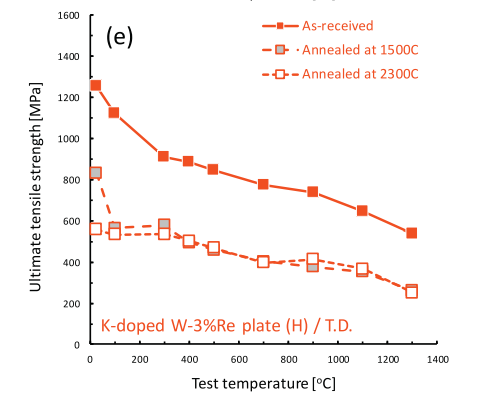 (e)
As-received
Annealed at 1500C
Annealed at 2300C
Ultimate tensile strength [MPa]
1600
1400
1200
1000
800
600
400
200
0
K-doped W-3%Re plate (H) / T.D.
0 200 400 600 800 1000 1200 1400
Test temperature [°C]